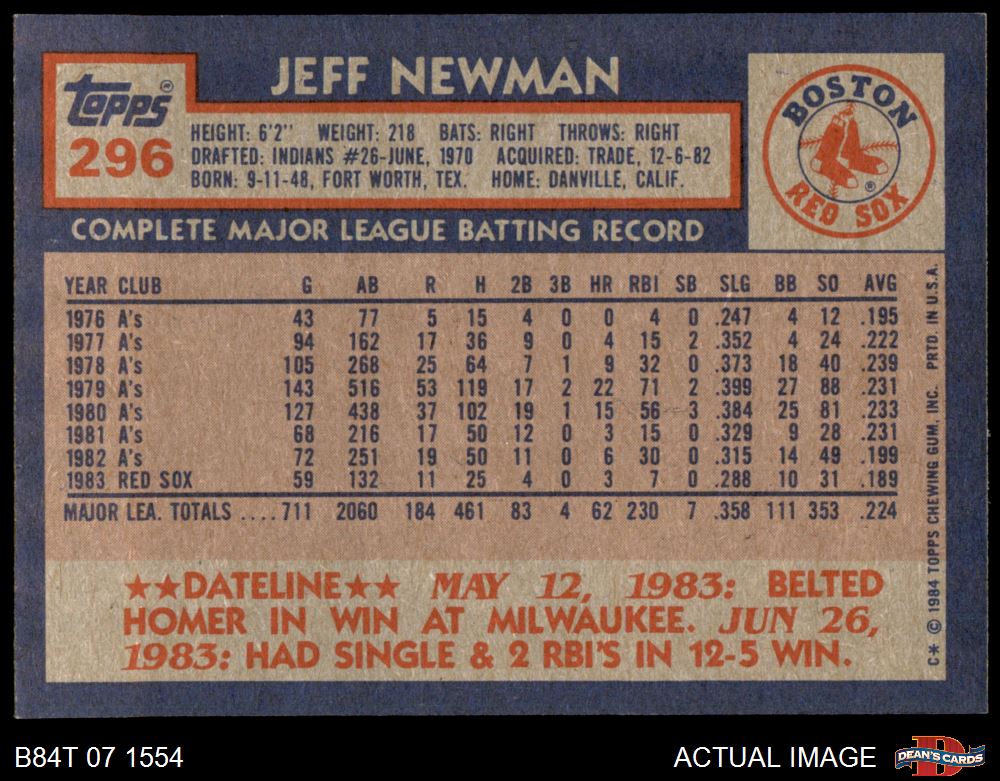 JEFF NEWMAN
Topps®
296
HEIGHT: 6'2" WEIGHT: 218 BATS: RIGHT THROWS: RIGHT
DRAFTED: INDIANS #26-JUNE, 1970 ACQUIRED: TRADE, 12-6-82
BORN: 9-11-48, FORT WORTH, TEX. HOME: DANVILLE, CALIF.
BOSTON
RED SOX
®
COMPLETE MAJOR LEAGUE BATTING RECORD
YEAR CLUB G AB R H 2B 3B HR RBI SB SLG BB SO AVG
1976 A's 43 77 5 15 4 0 0 4 0 .247 4 12 .195
1977 A's 94 162 17 36 9 0 4 15 2 .352 4 24 .222
1978 A's 105 268 25 64 7 1 9 32 0 .373 18 40 .239
1979 A's 143 516 53 119 17 2 22 71 2 .399 27 88 .231
1980 A's 127 438 37 102 19 1 15 56 3 .384 25 81 .233
1981 A's 68 216 17 50 12 0 3 15 0 .329 9 28 .231
1982 A's 72 251 19 50 11 0 6 30 0 .315 14 49 .199
1983 RED SOX 59 132 11 25 4 0 3 7 0 .288 10 31 .189
MAJOR LEA. TOTALS ....711 2060 184 461 83 4 62 230 7 .358 111 353 .224
★★DATELINE★★ MAY 12, 1983: BELTED
HOMER IN WIN AT MILWAUKEE. JUN 26,
1983: HAD SINGLE & 2 RBI'S IN 12-5 WIN.
C* © 1984 TOPPS CHEWING GUM, INC. PRTD. IN U.S.A.
B84T 07 1554
ACTUAL IMAGE
D
DEAN'S CARDS